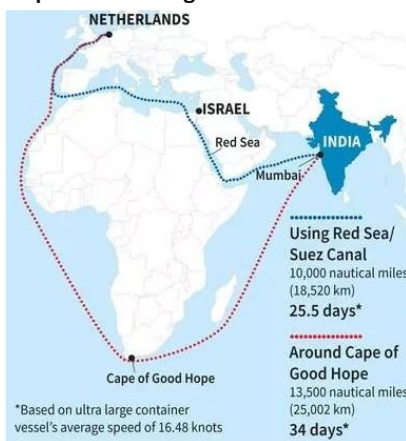 NETHERLANDS
ISRAEL
Red Sea
INDIA
Mumbai
Using Red Sea/
Suez Canal
10,000 nautical miles
(18,520 km)
25.5 days*
Around Cape of
Good Hope
13,500 nautical miles
(25,002 km)
34 days*
Cape of Good Hope
*Based on ultra large container
vessel's average speed of 16.48 knots